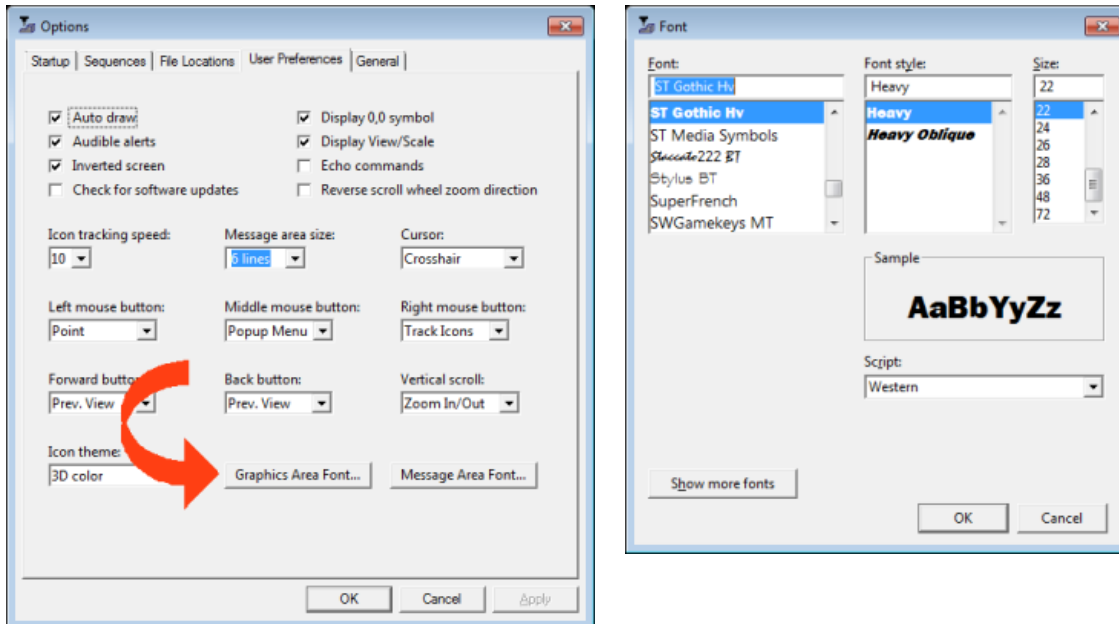 Options
Startup Sequences File Locations User Preferences General
Auto draw
Display 0,0 symbol
Audible alerts
Display View/Scale
Inverted screen
Echo commands
Check for software updates
Reverse scroll wheel zoom direction
Icon tracking speed: Message area size: Cursor:
10 6 lines Crosshair
Left mouse button: Middle mouse button: Right mouse button:
Point Popup Menu Track Icons
Forward button Back button: Vertical scroll:
Prev. View Prev. View Zoom In/Out
Icon theme:
3D color Graphics Area Font... Message Area Font...
OK Cancel Apply
Font
Font: Font style: Size:
ST Gothic Hv Heavy 22
ST Gothic Hv
ST Media Symbols
Staccato222 BT
Stylus BT
SuperFrench
SWGamekeys MT
Heavy
Heavy Oblique
22
24
26
28
36
48
72
Sample
AaBbYyZz
Script:
Western
Show more fonts
OK Cancel